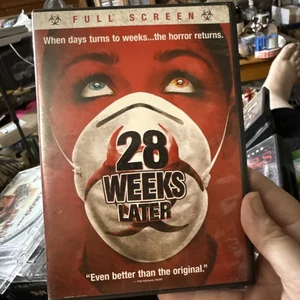 FULL SCREEN
When days turns to weeks...the horror returns.
28
WEEKS
LATER
"Even better than the original."